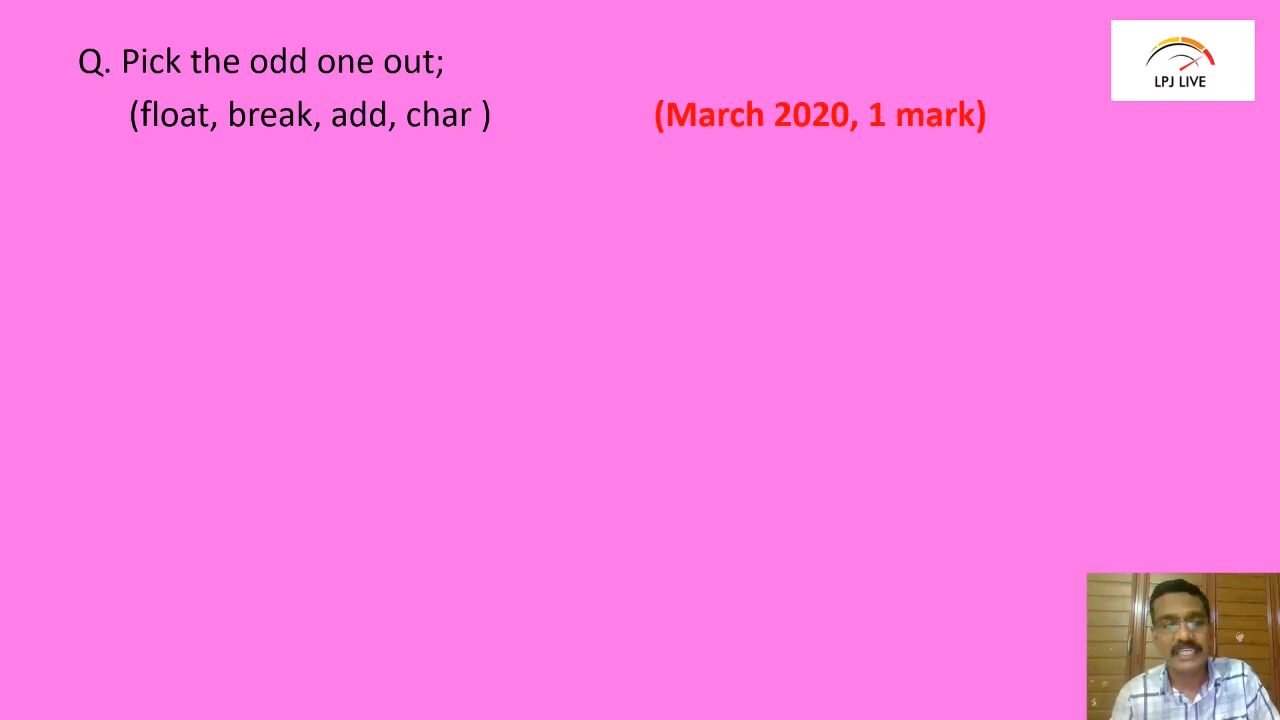 Q. Pick the odd one out;
(float, break, add, char ) (March 2020, 1 mark)
LPJ LIVE